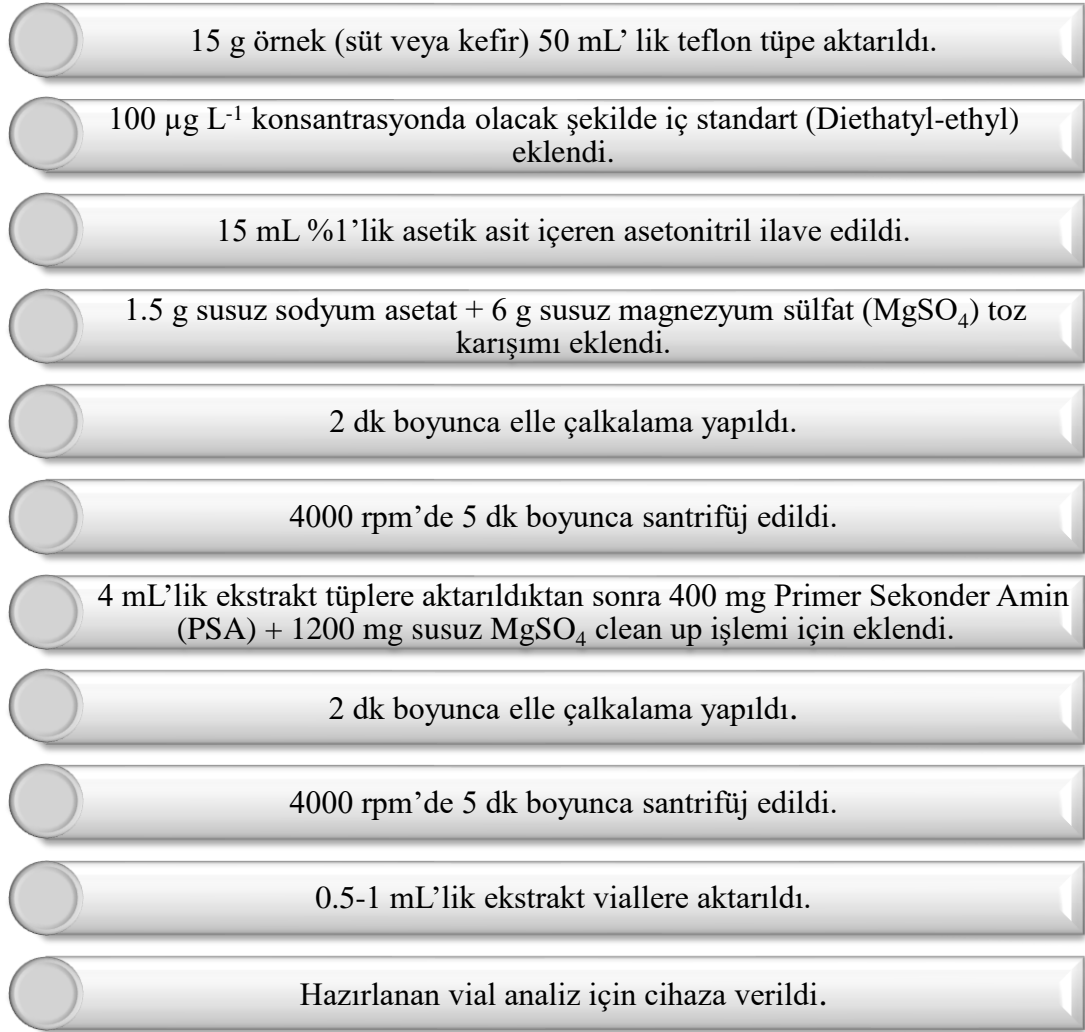 15 g örnek (süt veya kefir) 50 mL’ lik teflon tüpe aktarıldı.
100 µg L-1 konsantrasyonda olacak şekilde iç standart (Diethatyl-ethyl)
eklendi.
15 mL %1’lik asetik asit içeren asetonitril ilave edildi.
1.5 g susuz sodyum asetat + 6 g susuz magnezyum sülfat (MgSO4) toz
karışımı eklendi.
2 dk boyunca elle çalkalama yapıldı.
4000 rpm’de 5 dk boyunca santrifüj edildi.
4 mL’lik ekstrakt tüplere aktarıldıktan sonra 400 mg Primer Sekonder Amin
(PSA) + 1200 mg susuz MgSO4 clean up işlemi için eklendi.
2 dk boyunca elle çalkalama yapıldı.
4000 rpm’de 5 dk boyunca santrifüj edildi.
0.5-1 mL’lik ekstrakt viallere aktarıldı.
Hazırlanan vial analiz için cihaza verildi.